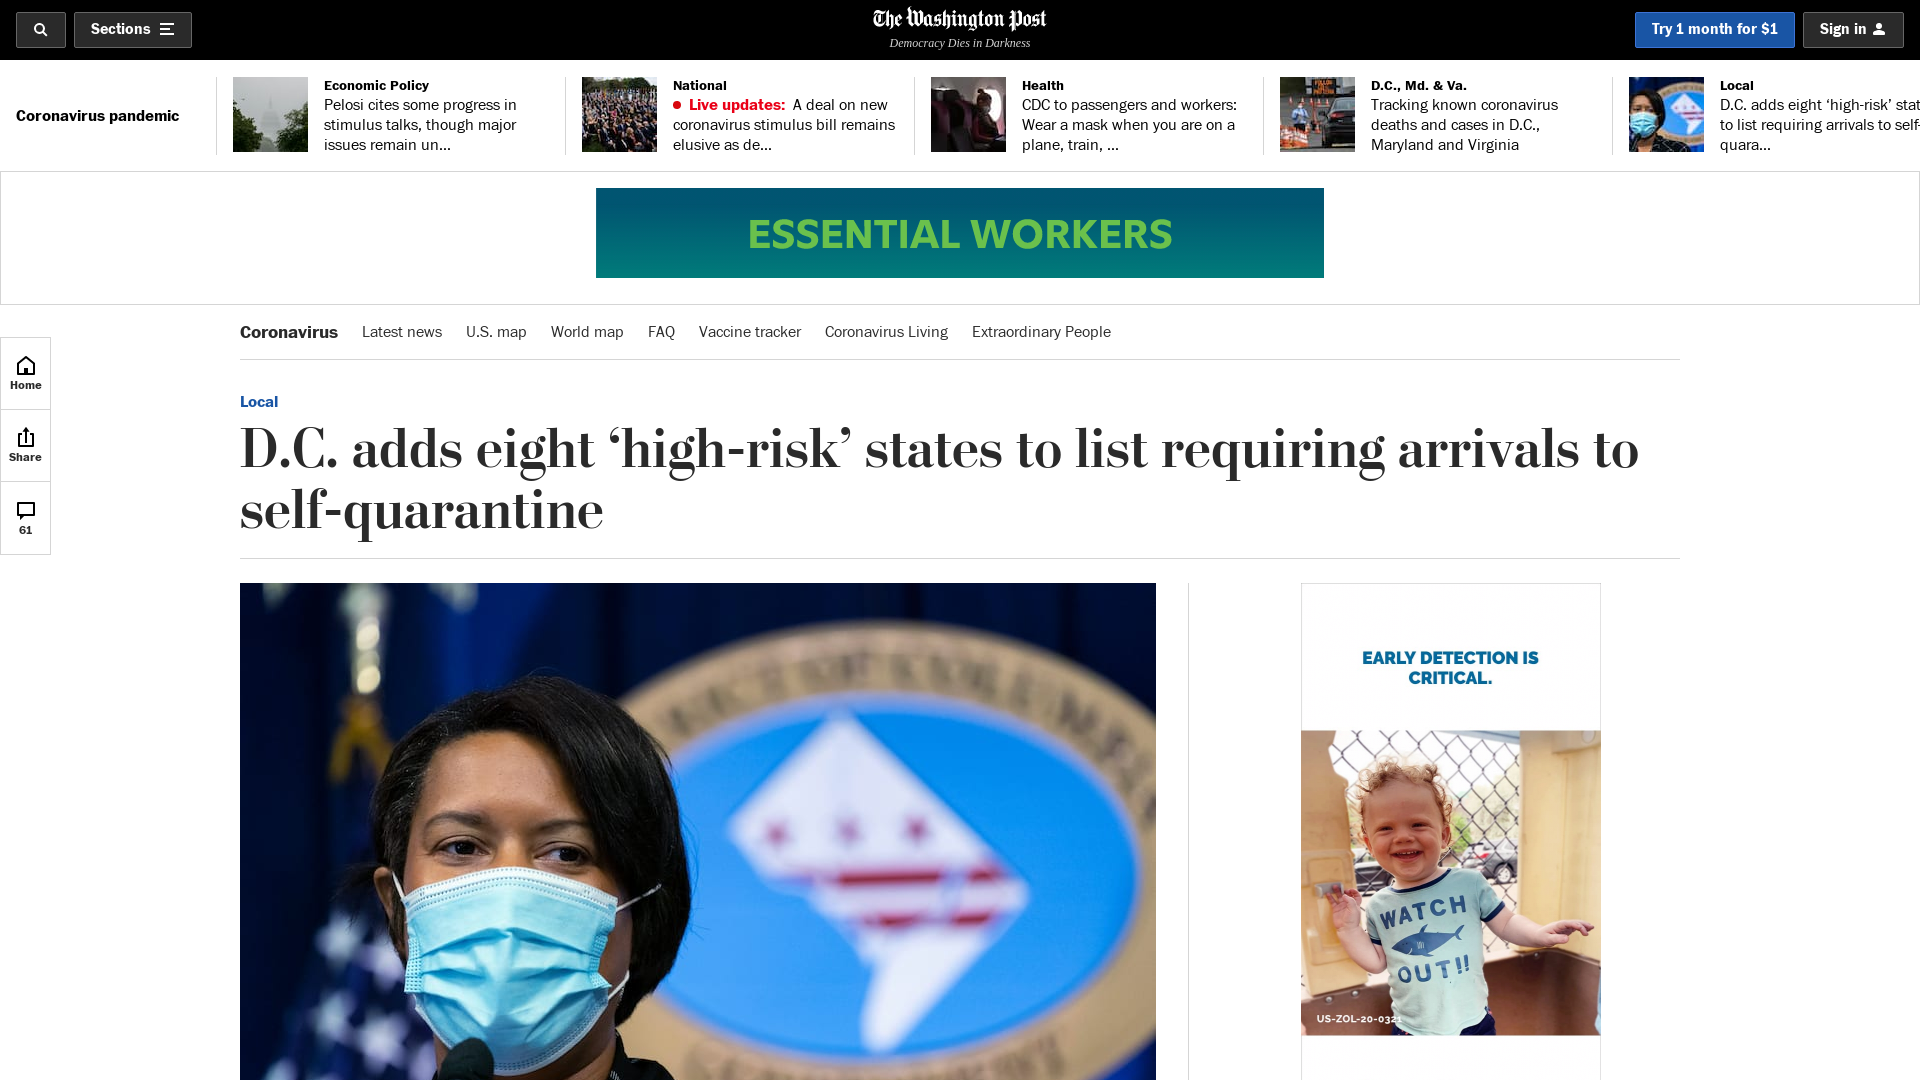 Sections
The Washington Post
Democracy Dies in Darkness
Try 1 month for $1
Sign in
Coronavirus pandemic
Economic Policy
Pelosi cites some progress in
stimulus talks, though major
issues remain un...
National
Live updates: A deal on new
coronavirus stimulus bill remains
elusive as de...
Health
CDC to passengers and workers:
Wear a mask when you are on a
plane, train, ...
D.C., Md. & Va.
Tracking known coronavirus
deaths and cases in D.C.,
Maryland and Virginia
Local
D.C. adds eight ‘high-risk’ stat
to list requiring arrivals to self-
quara...
ESSENTIAL WORKERS
Coronavirus
Latest news
U.S. map
World map
FAQ
Vaccine tracker
Coronavirus Living
Extraordinary People
Home
Share
61
Local
D.C. adds eight ‘high-risk’ states to list requiring arrivals to
self-quarantine
EARLY DETECTION IS
CRITICAL.
WATCH
OUT!!
US-ZOL-20-0321